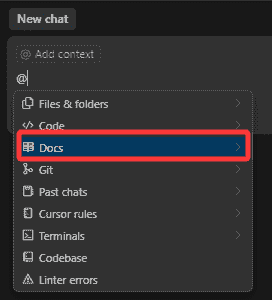 New chat
@ Add context
@
Files & folders
Code
Docs
Git
Past chats
Cursor rules
Terminals
Codebase
Linter errors